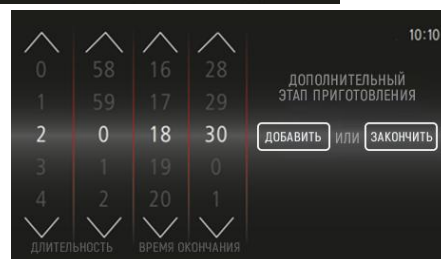 10:10
0 58 16 28
1 59 17 29
2 0 18 30
3 1 19 0
4 2 20 1
ДЛИТЕЛЬНОСТЬ ВРЕМЯ ОКОНЧАНИЯ
ДОПОЛНИТЕЛЬНЫЙ
ЭТАП ПРИГОТОВЛЕНИЯ
ДОБАВИТЬ ИЛИ ЗАКОНЧИТЬ